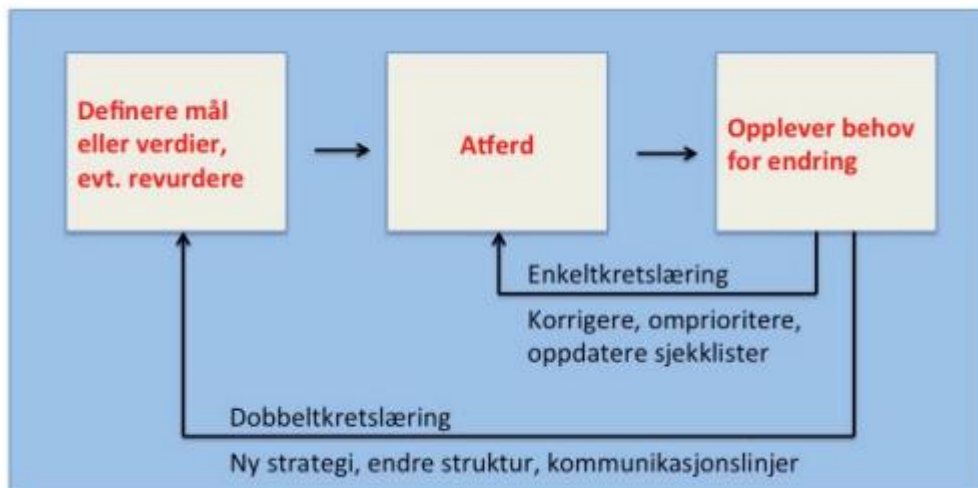 Definere mål
eller verdier,
evt. revurdere
Atferd
Opplever behov
for endring
Enkeltkretslæring
Korrigere, omprioritere,
oppdatere sjekklister
Dobbeltkretslæring
Ny strategi, endre struktur, kommunikasjonslinjer